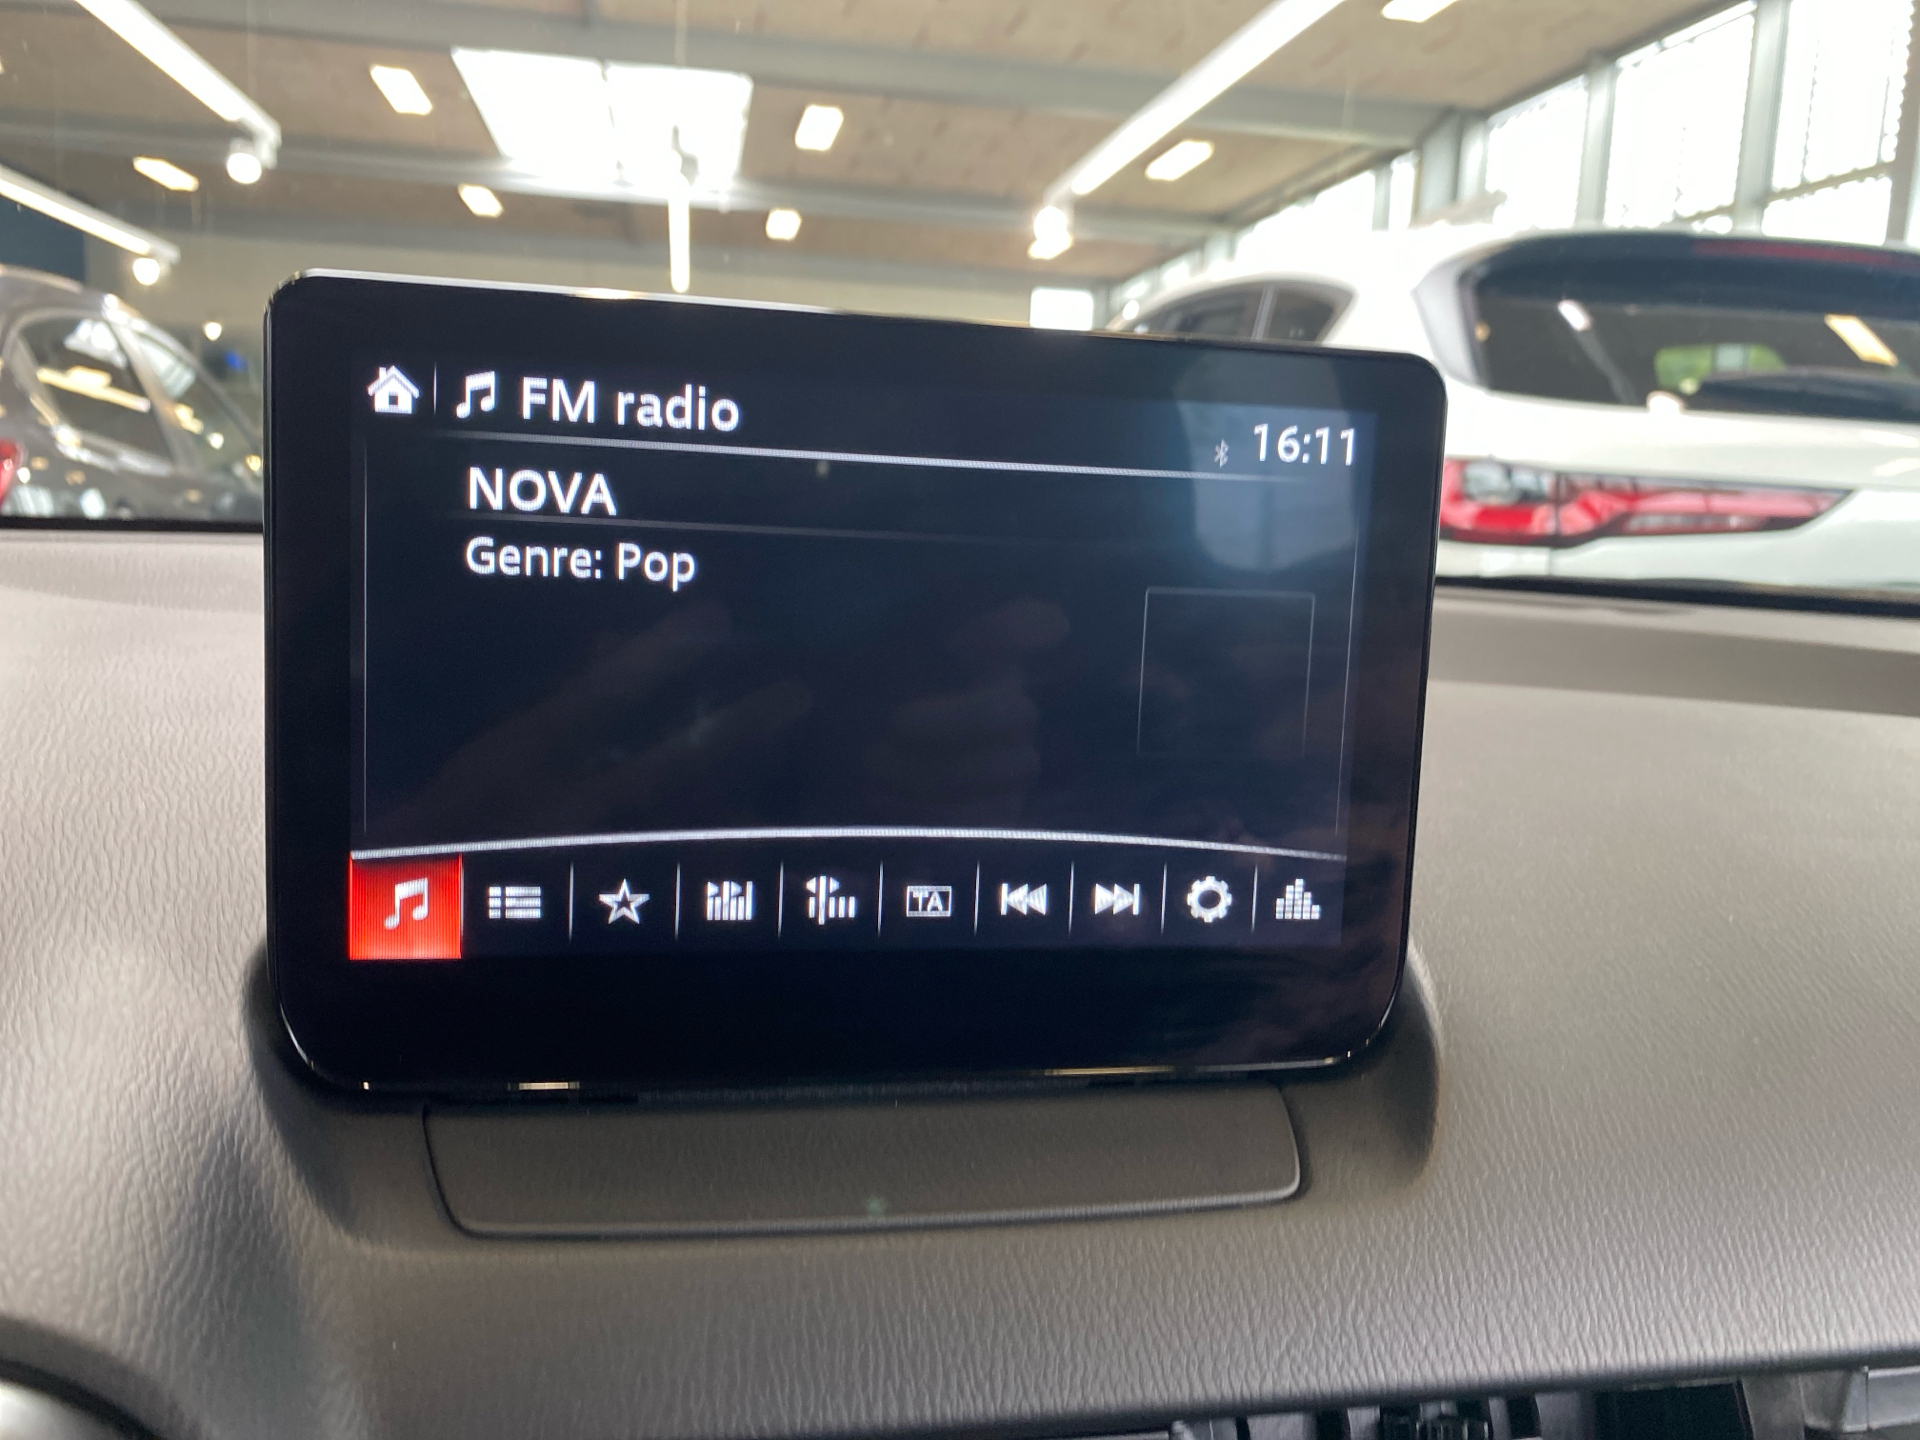 FM radio
16:11
NOVA
Genre: Pop
TA